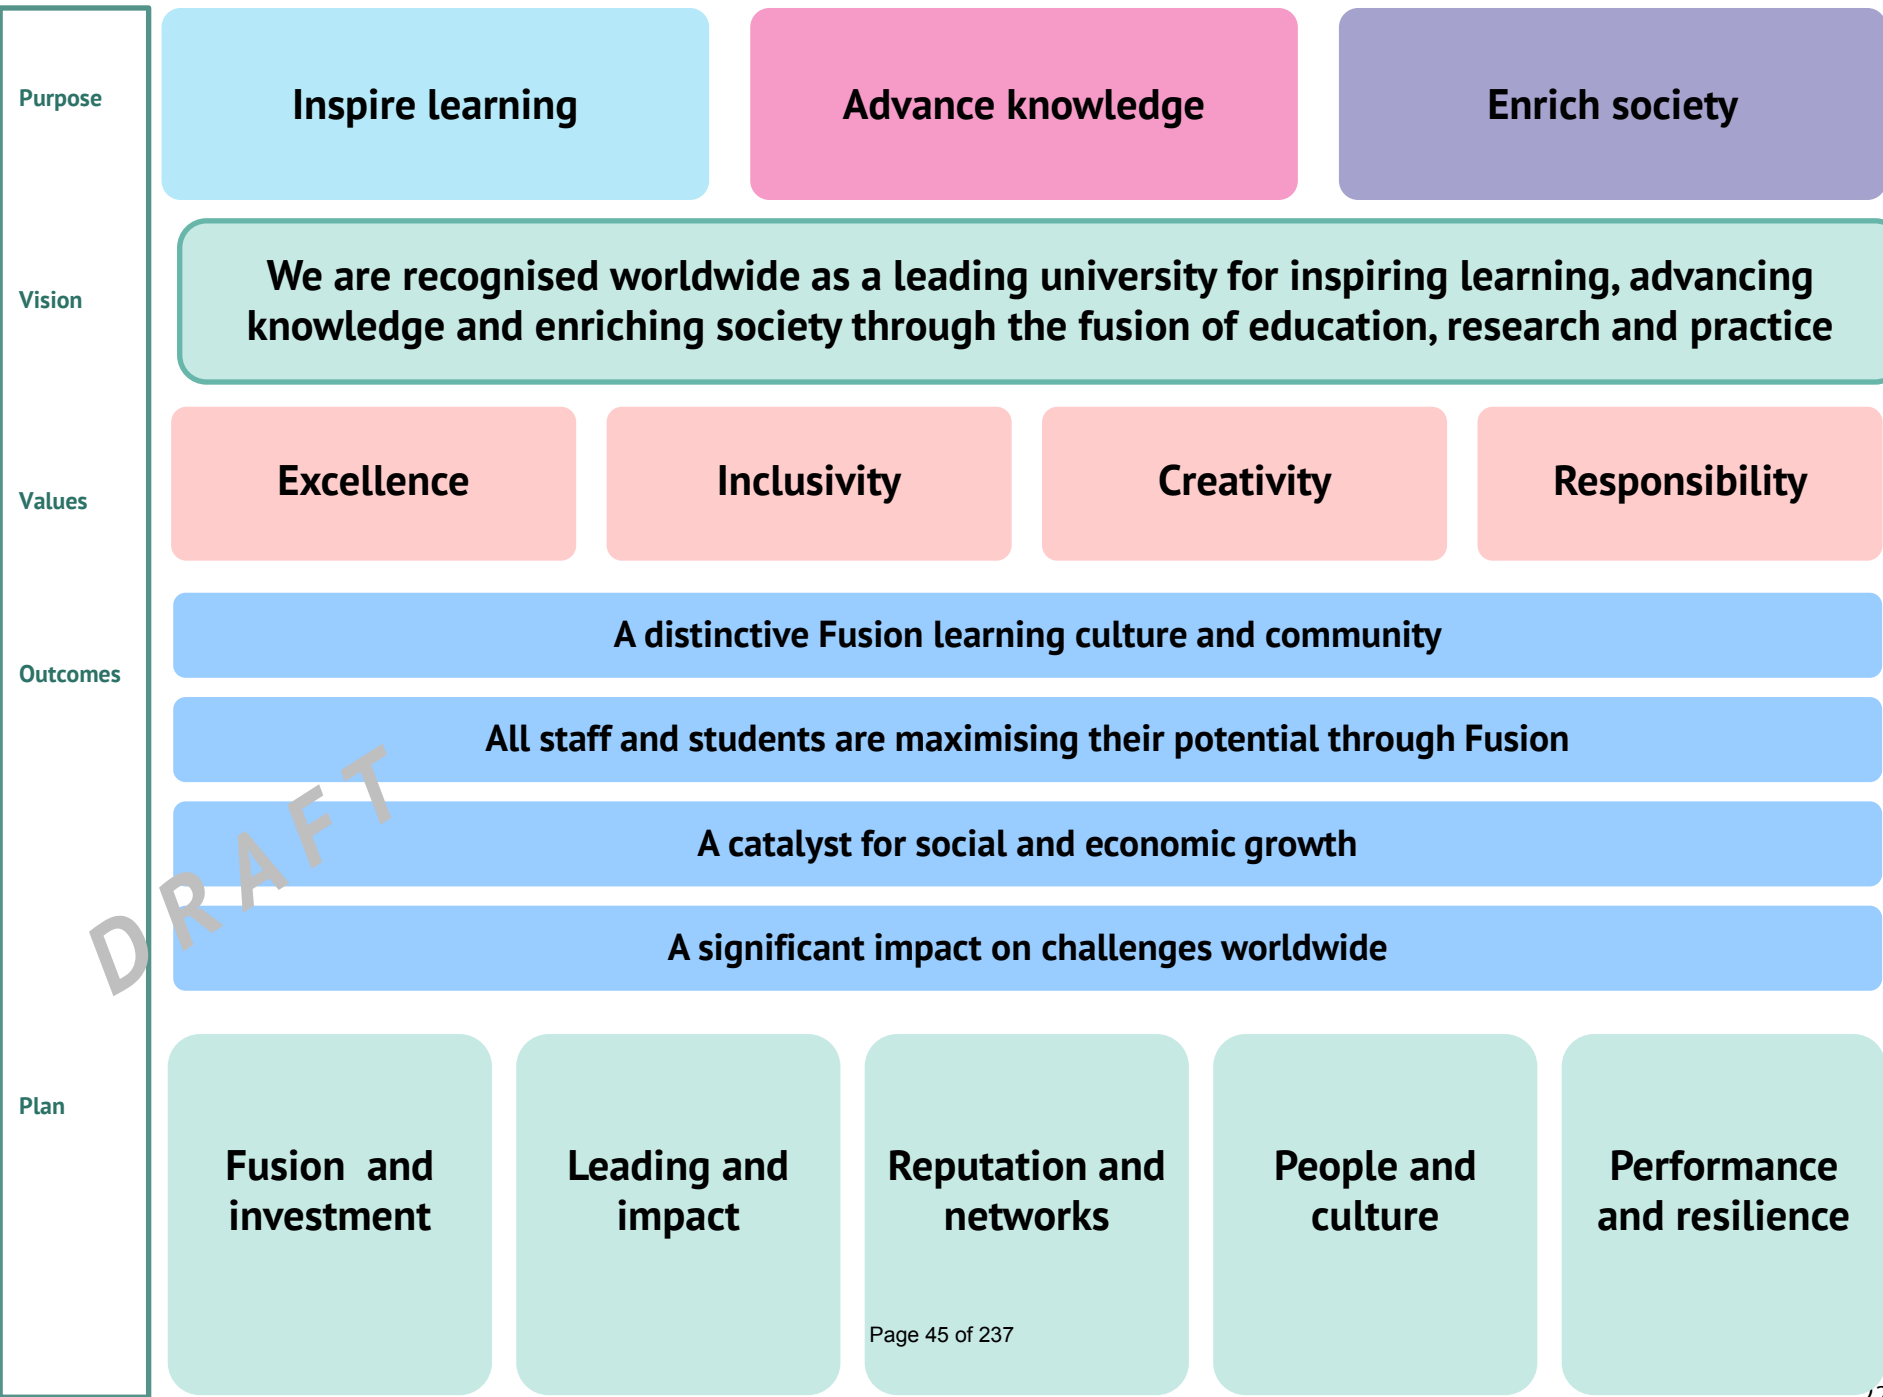 Purpose
Inspire learning
Advance knowledge
Enrich society
Vision
We are recognised worldwide as a leading university for inspiring learning, advancing
knowledge and enriching society through the fusion of education, research and practice
Values
Excellence
Inclusivity
Creativity
Responsibility
Outcomes
A distinctive Fusion learning culture and community
All staff and students are maximising their potential through Fusion
A catalyst for social and economic growth
A significant impact on challenges worldwide
DRAFT
Plan
Fusion and
investment
Leading and
impact
Reputation and
networks
People and
culture
Performance
and resilience
Page 45 of 237